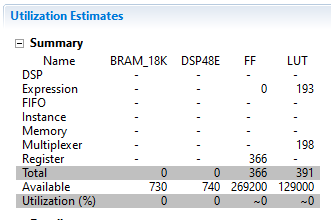 Utilization Estimates
Summary
Name BRAM_18K DSP48E FF LUT
DSP - - - -
Expression - - 0 193
FIFO - - - -
Instance - - - -
Memory - - - -
Multiplexer - - - 198
Register - - 366 -
Total 0 0 366 391
Available 730 740 269200 129000
Utilization (%) 0 0 ~0 ~0